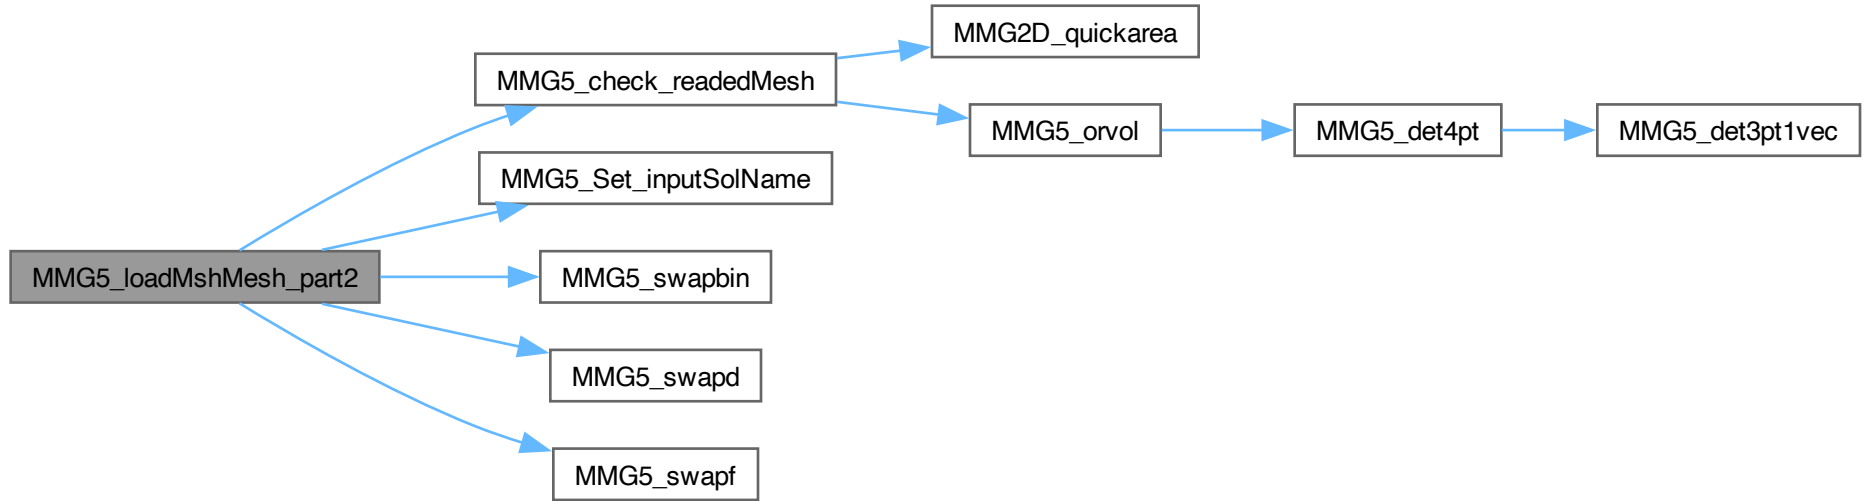 MMG2D_quickarea
MMG5_check_readedMesh
MMG5_orvol
MMG5_det4pt
MMG5_det3pt1vec
MMG5_Set_inputSolName
MMG5_loadMshMesh_part2
MMG5_swapbin
MMG5_swapd
MMG5_swapf